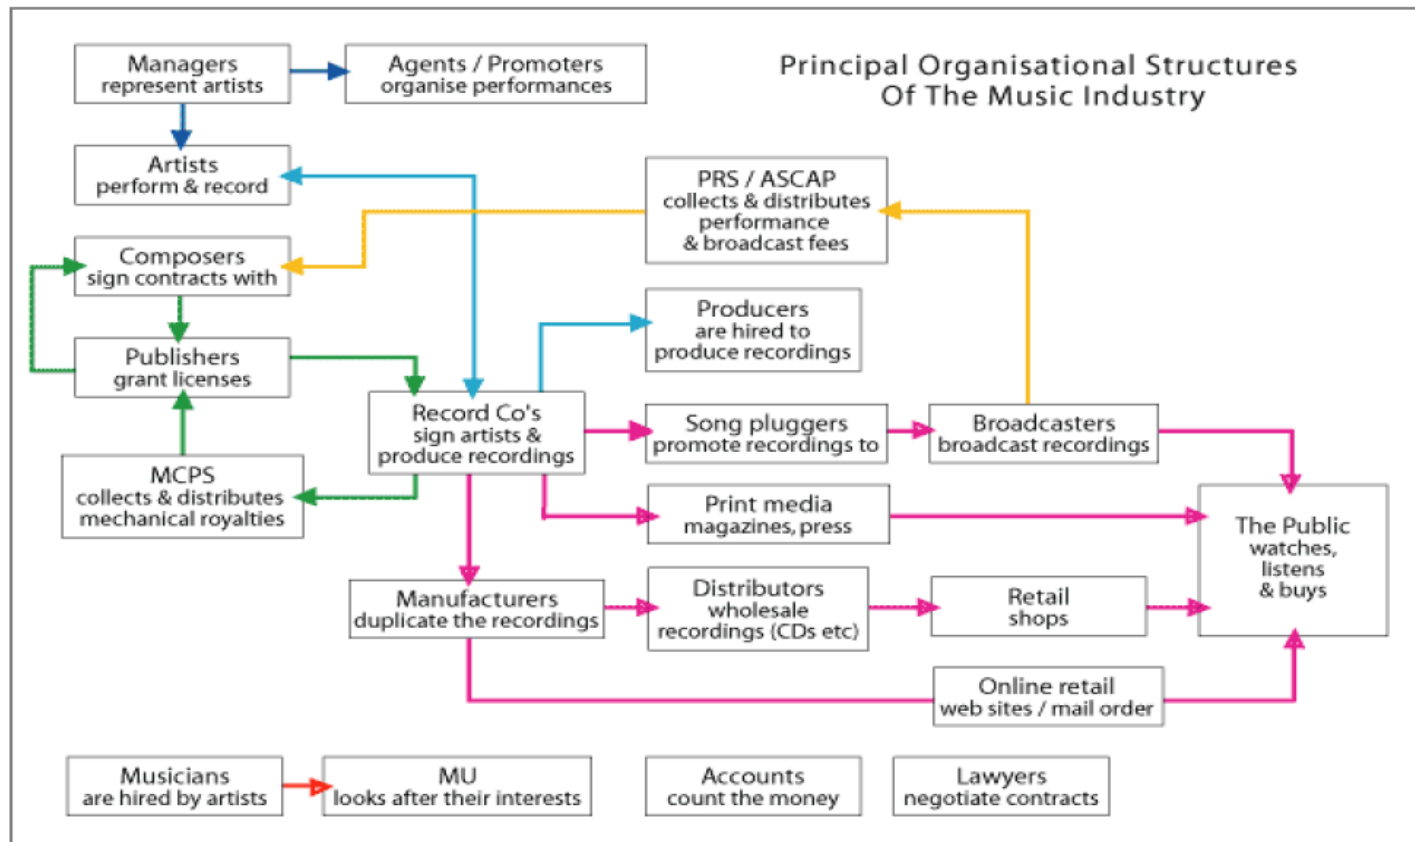 Principal Organisational Structures
Of The Music Industry
Managers
represent artists
Agents / Promoters
organise performances
Artists
perform & record
PRS / ASCAP
collects & distributes
performance
& broadcast fees
Composers
sign contracts with
Producers
are hired to
produce recordings
Publishers
grant licenses
Record Co's
sign artists &
produce recordings
Song pluggers
promote recordings to
Broadcasters
broadcast recordings
MCPS
collects & distributes
mechanical royalties
Print media
magazines, press
The Public
watches,
listens
& buys
Manufacturers
duplicate the recordings
Distributors
wholesale
recordings (CDs etc)
Retail
shops
Online retail
web sites / mail order
Musicians
are hired by artists
MU
looks after their interests
Accounts
count the money
Lawyers
negotiate contracts